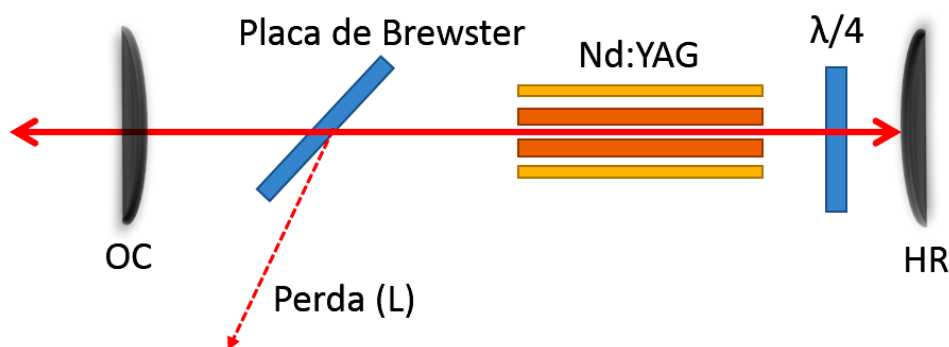 Placa de Brewster
Nd:YAG
λ/4
OC
HR
Perda (L)